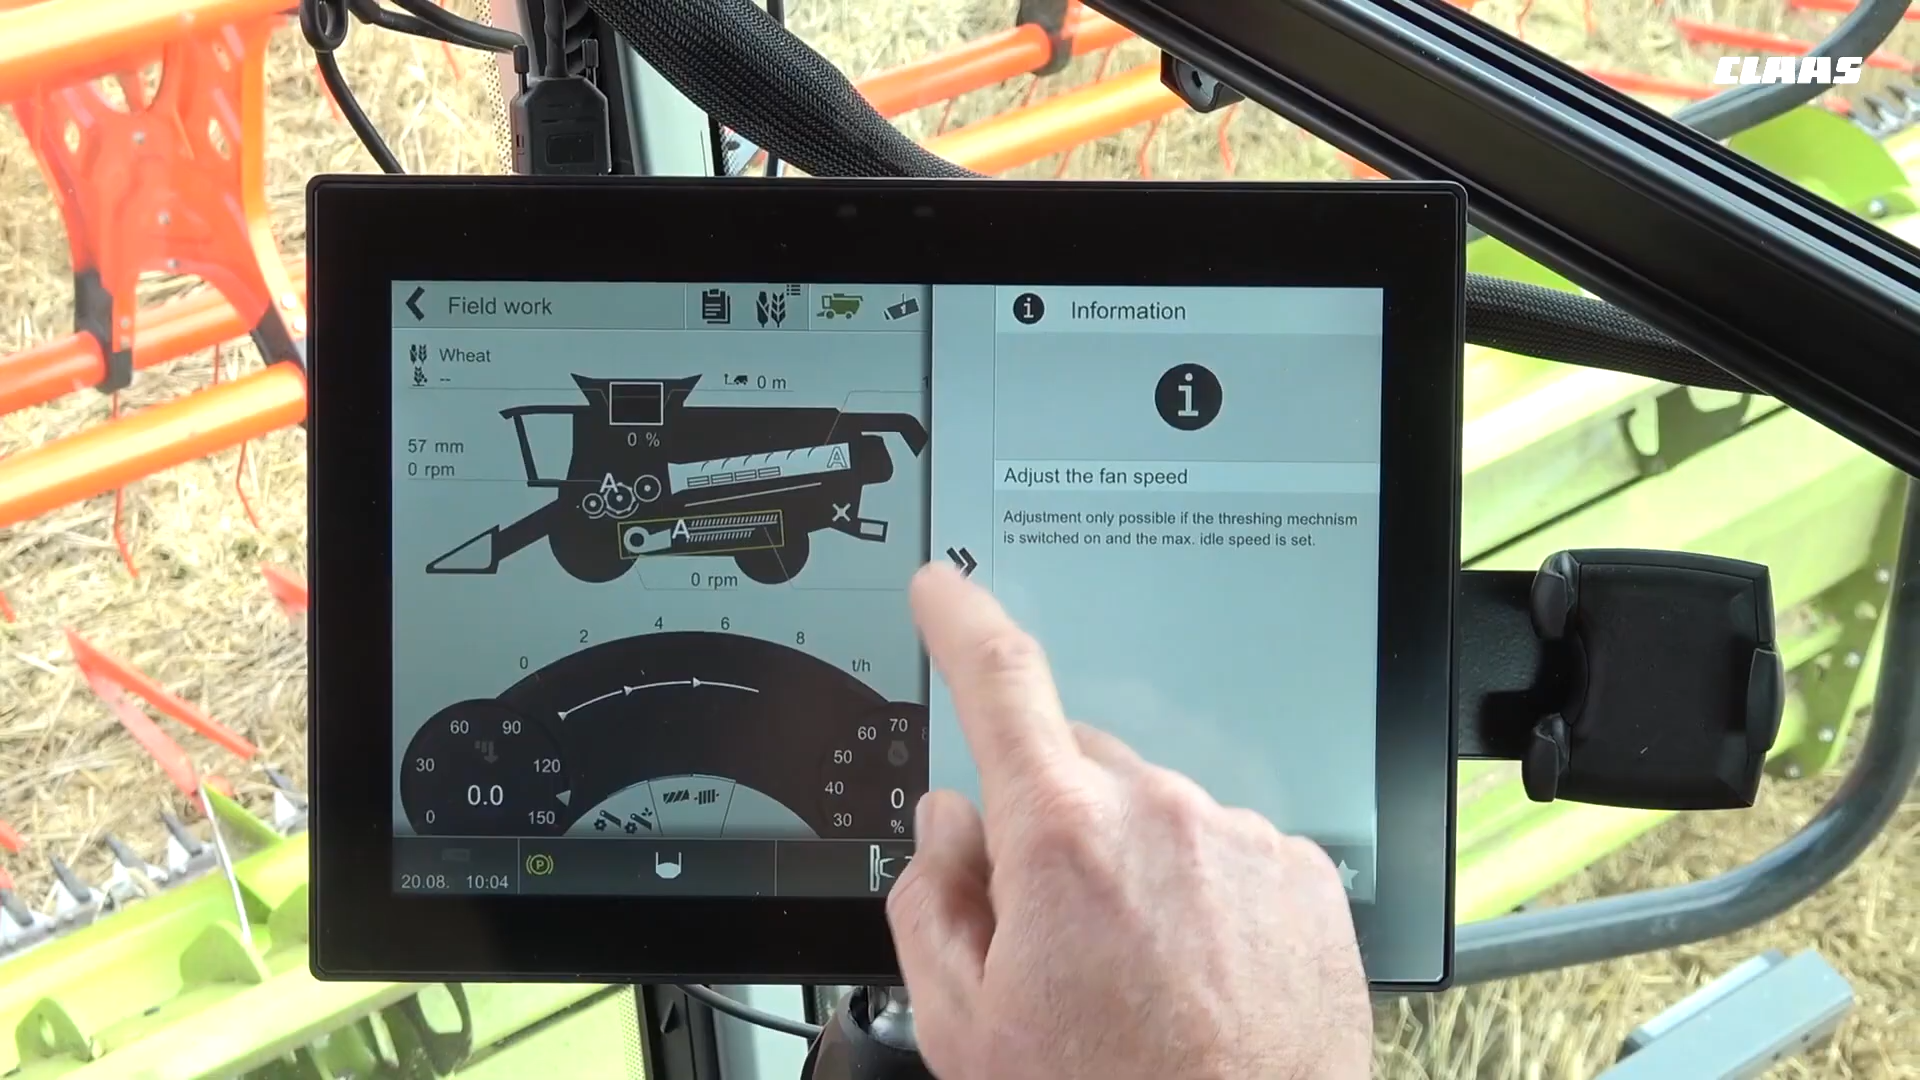 CLAAS
Field work
Information
Wheat
--
0 m
57 mm
0 rpm
0 %
A
A
A
0 rpm
Adjust the fan speed
Adjustment only possible if the threshing mechnism
is switched on and the max. idle speed is set.
0 2 4 6 8 t/h
0 30 60 90 120 150
0.0
30 40 50 60 70
0
%
P
20.08. 10:04